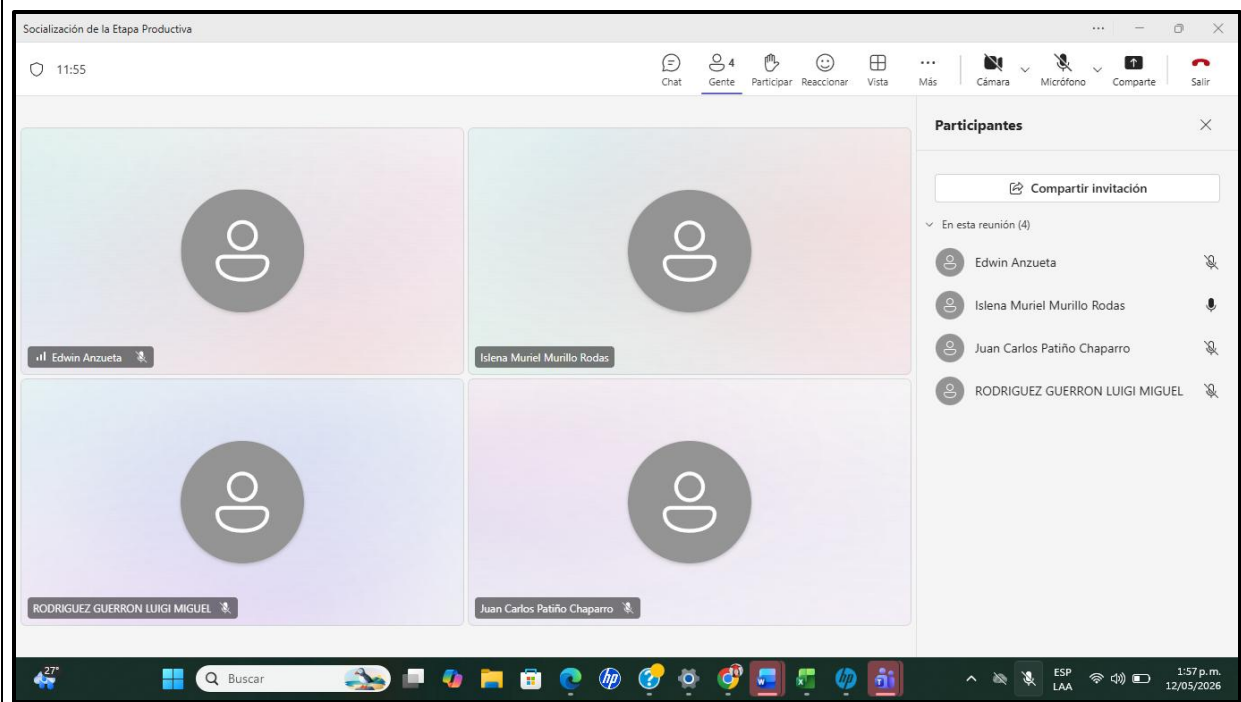 Socialización de la Etapa Productiva
11:55
Chat
4
Gente
Participar
Reaccionar
Vista
Más
Cámara
Micrófono
Comparte
Salir
Participantes
Compartir invitación
En esta reunión (4)
Edwin Anzueta
Islena Muriel Murillo Rodas
Juan Carlos Patiño Chaparro
RODRIGUEZ GUERRON LUIGI MIGUEL
Edwin Anzueta
Islena Muriel Murillo Rodas
RODRIGUEZ GUERRON LUIGI MIGUEL
Juan Carlos Patiño Chaparro
27°
Buscar
hp
hp
ESP
LAA
1:57 p.m.
12/05/2026